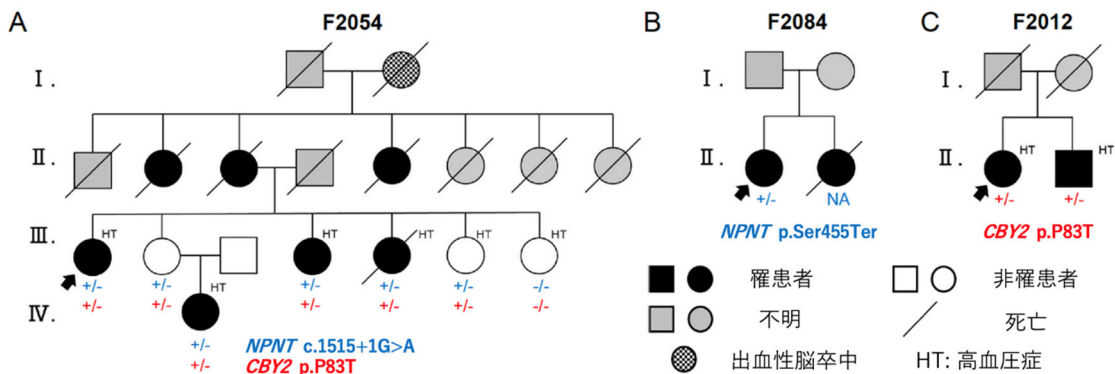 A F2054
B F2084
C F2012
I .
II .
III .
IV .
HT HT HT HT HT
+/- +/- +/- +/- +/- -/-
+/- +/- +/- +/- +/- -/-
HT
+/-
+/-
NPNT c.1515+1G>A
CBY2 p.P83T
I .
II .
+/- NA
NPNT p.Ser455Ter
I .
II .
HT HT
+/- +/-
CBY2 p.P83T
罹患者
非罹患者
不明
死亡
出血性脳卒中
HT: 高血圧症